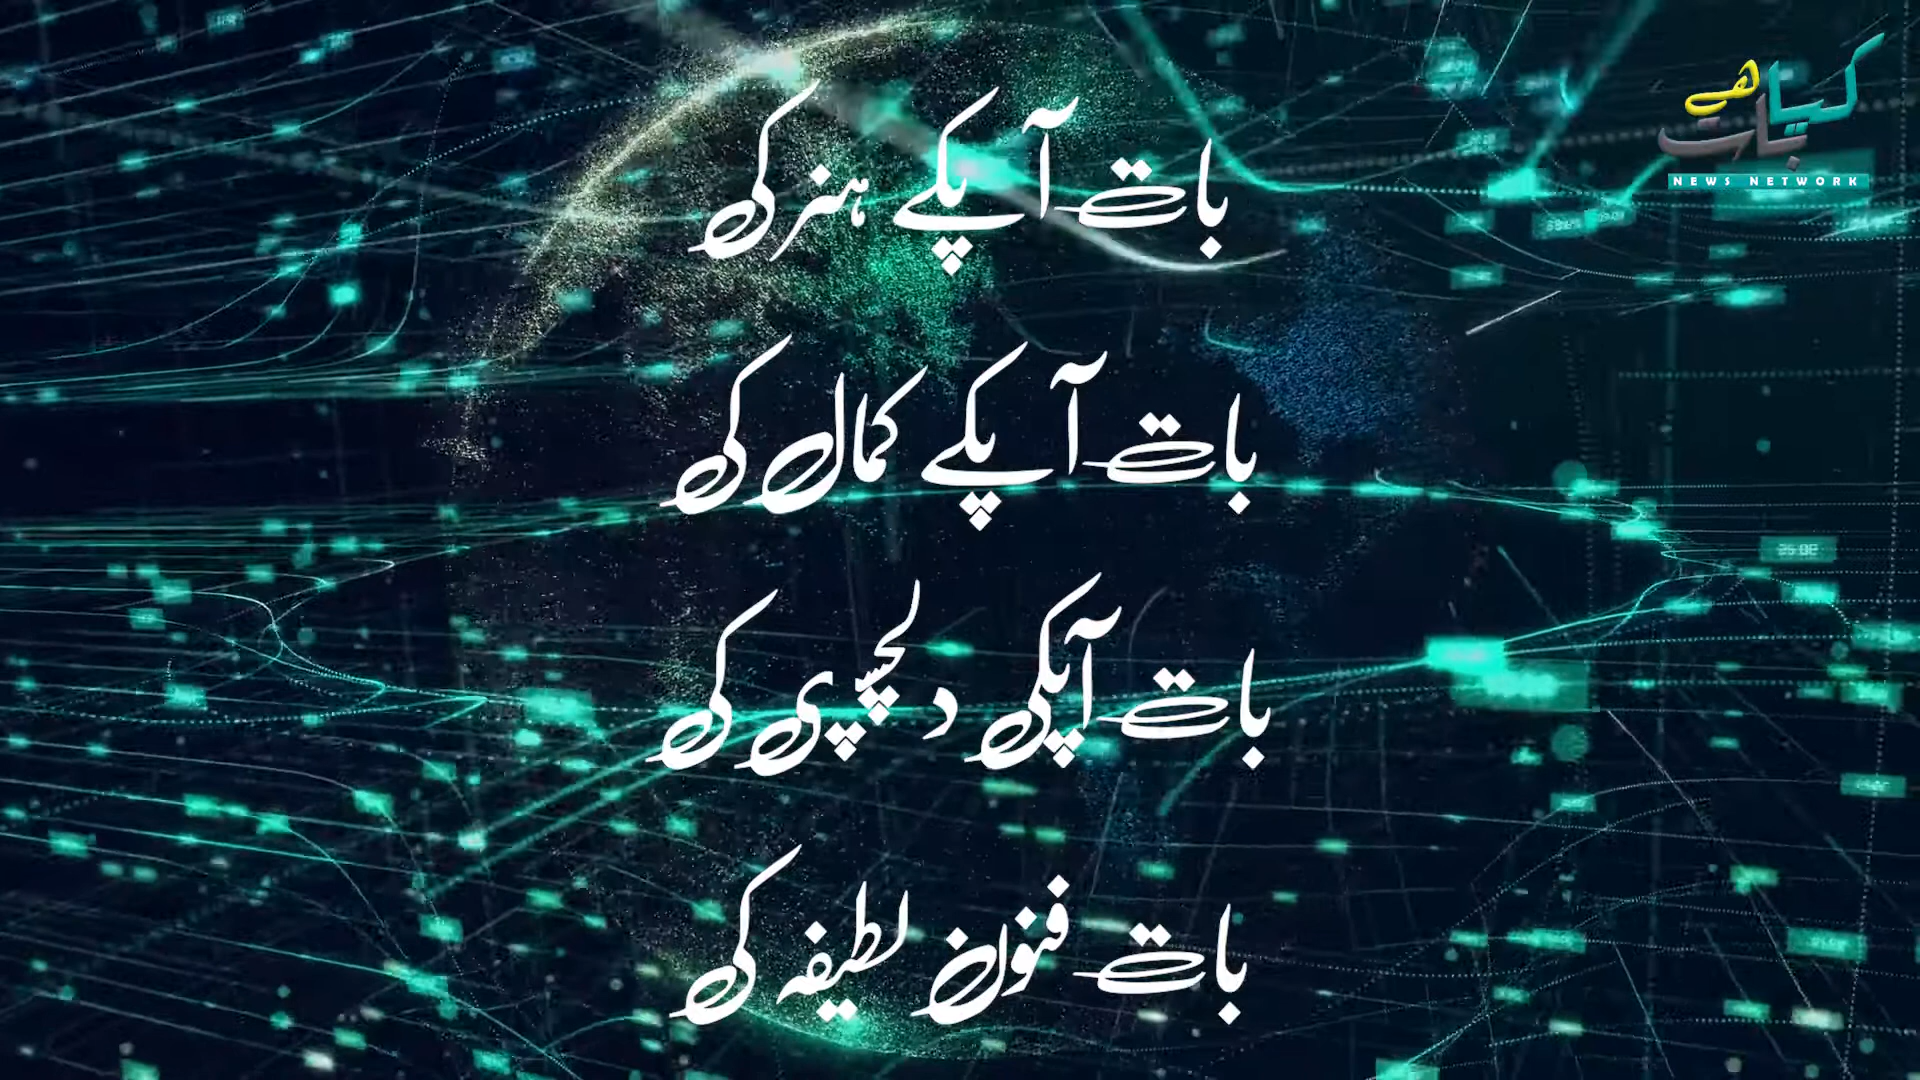 کیا بات ہے
NEWS NETWORK
بات آپکے ہنر کی
بات آپکے کمال کی
بات آپکی دلچسپی کی
بات فنون لطیفہ کی